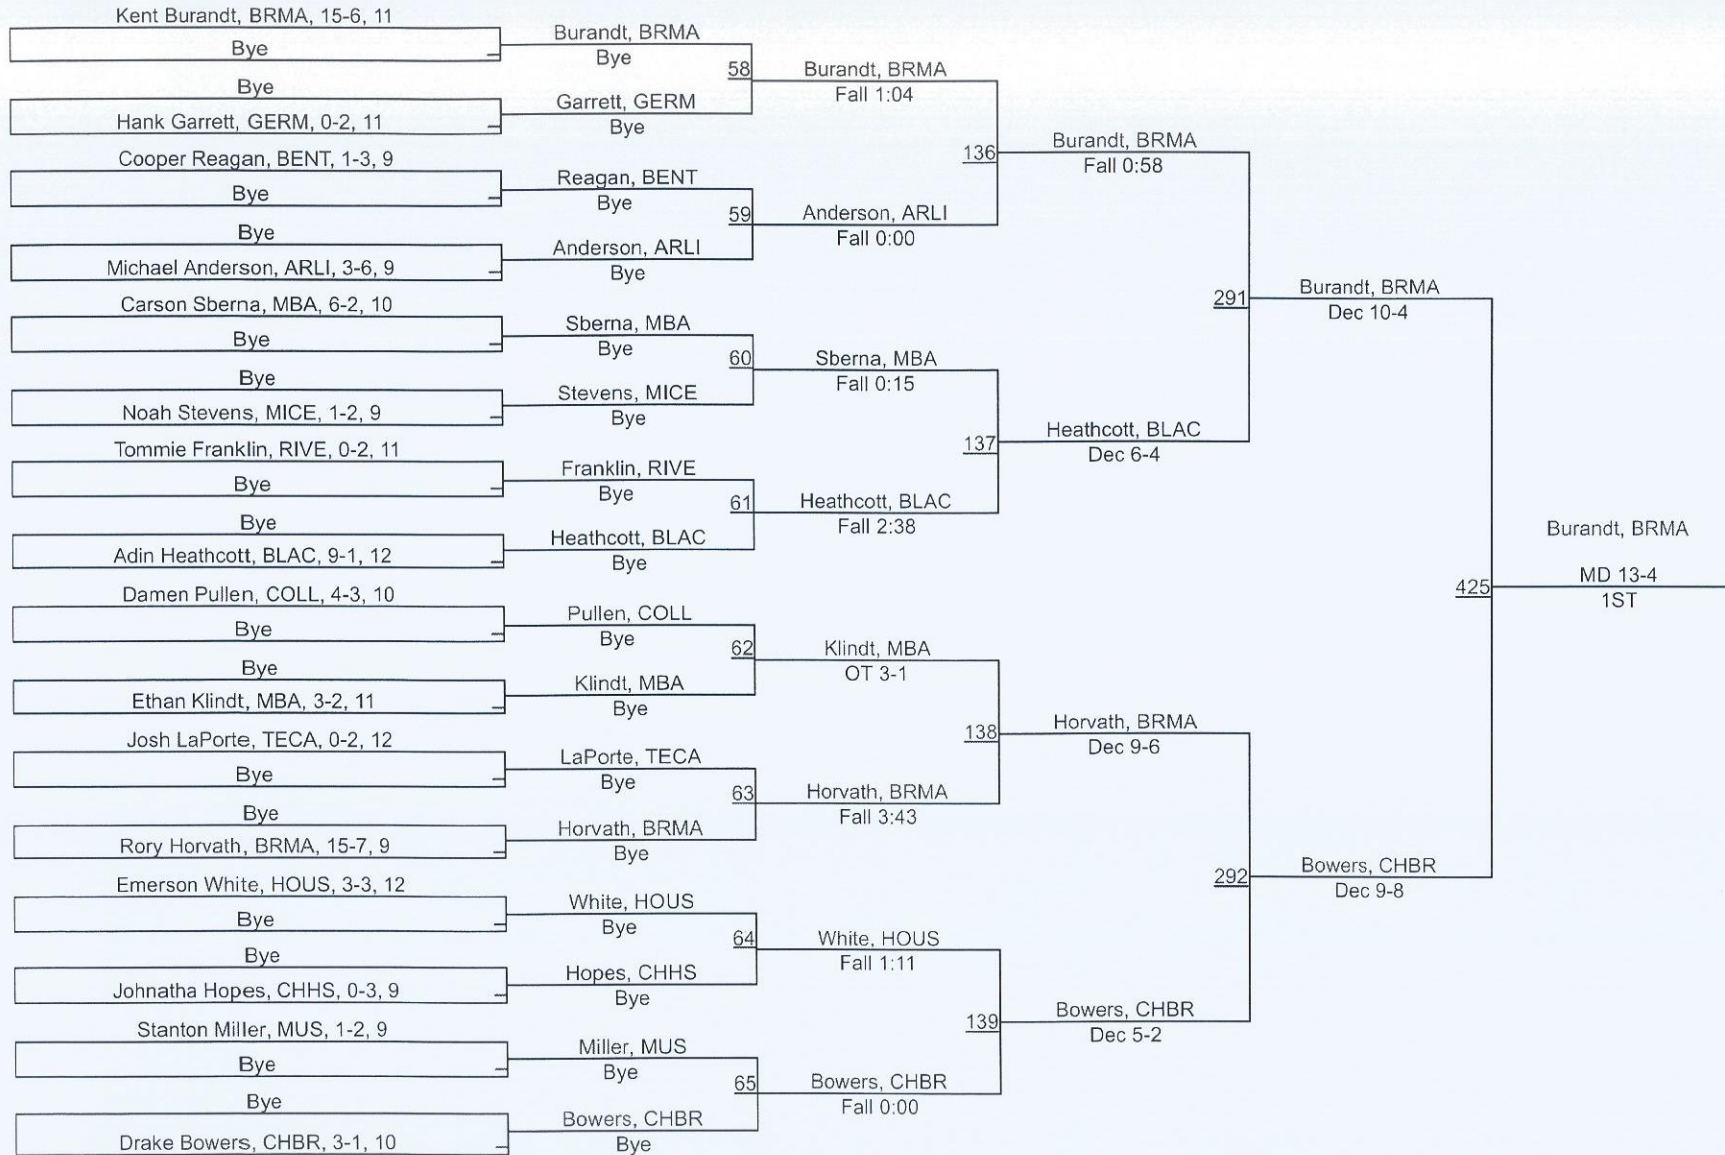 Kent Burandt, BRMA, 15-6, 11
Bye
Bye
Hank Garrett, GERM, 0-2, 11
Cooper Reagan, BENT, 1-3, 9
Bye
Bye
Michael Anderson, ARLI, 3-6, 9
Carson Sberna, MBA, 6-2, 10
Bye
Bye
Noah Stevens, MICE, 1-2, 9
Tommie Franklin, RIVE, 0-2, 11
Bye
Bye
Adin Heathcott, BLAC, 9-1, 12
Damen Pullen, COLL, 4-3, 10
Bye
Bye
Ethan Klindt, MBA, 3-2, 11
Josh LaPorte, TECA, 0-2, 12
Bye
Bye
Rory Horvath, BRMA, 15-7, 9
Emerson White, HOUS, 3-3, 12
Bye
Bye
Johnatha Hopes, CHHS, 0-3, 9
Stanton Miller, MUS, 1-2, 9
Bye
Bye
Drake Bowers, CHBR, 3-1, 10
Burandt, BRMA
Bye
58
Garrett, GERM
Bye
Reagan, BENT
Bye
59
Anderson, ARLI
Bye
Sberna, MBA
Bye
60
Stevens, MICE
Bye
Franklin, RIVE
Bye
61
Heathcott, BLAC
Bye
Pullen, COLL
Bye
62
Klindt, MBA
Bye
LaPorte, TECA
Bye
63
Horvath, BRMA
Bye
White, HOUS
Bye
64
Hopes, CHHS
Bye
Miller, MUS
Bye
65
Bowers, CHBR
Bye
Burandt, BRMA
Fall 1:04
136
Anderson, ARLI
Fall 0:00
Sberna, MBA
Fall 0:15
137
Heathcott, BLAC
Fall 2:38
Klindt, MBA
OT 3-1
138
Horvath, BRMA
Fall 3:43
White, HOUS
Fall 1:11
139
Bowers, CHBR
Fall 0:00
Burandt, BRMA
Fall 0:58
291
Heathcott, BLAC
Dec 6-4
Horvath, BRMA
Dec 9-6
292
Bowers, CHBR
Dec 5-2
Burandt, BRMA
Dec 10-4
425
Bowers, CHBR
Dec 9-8
Burandt, BRMA
MD 13-4
1ST